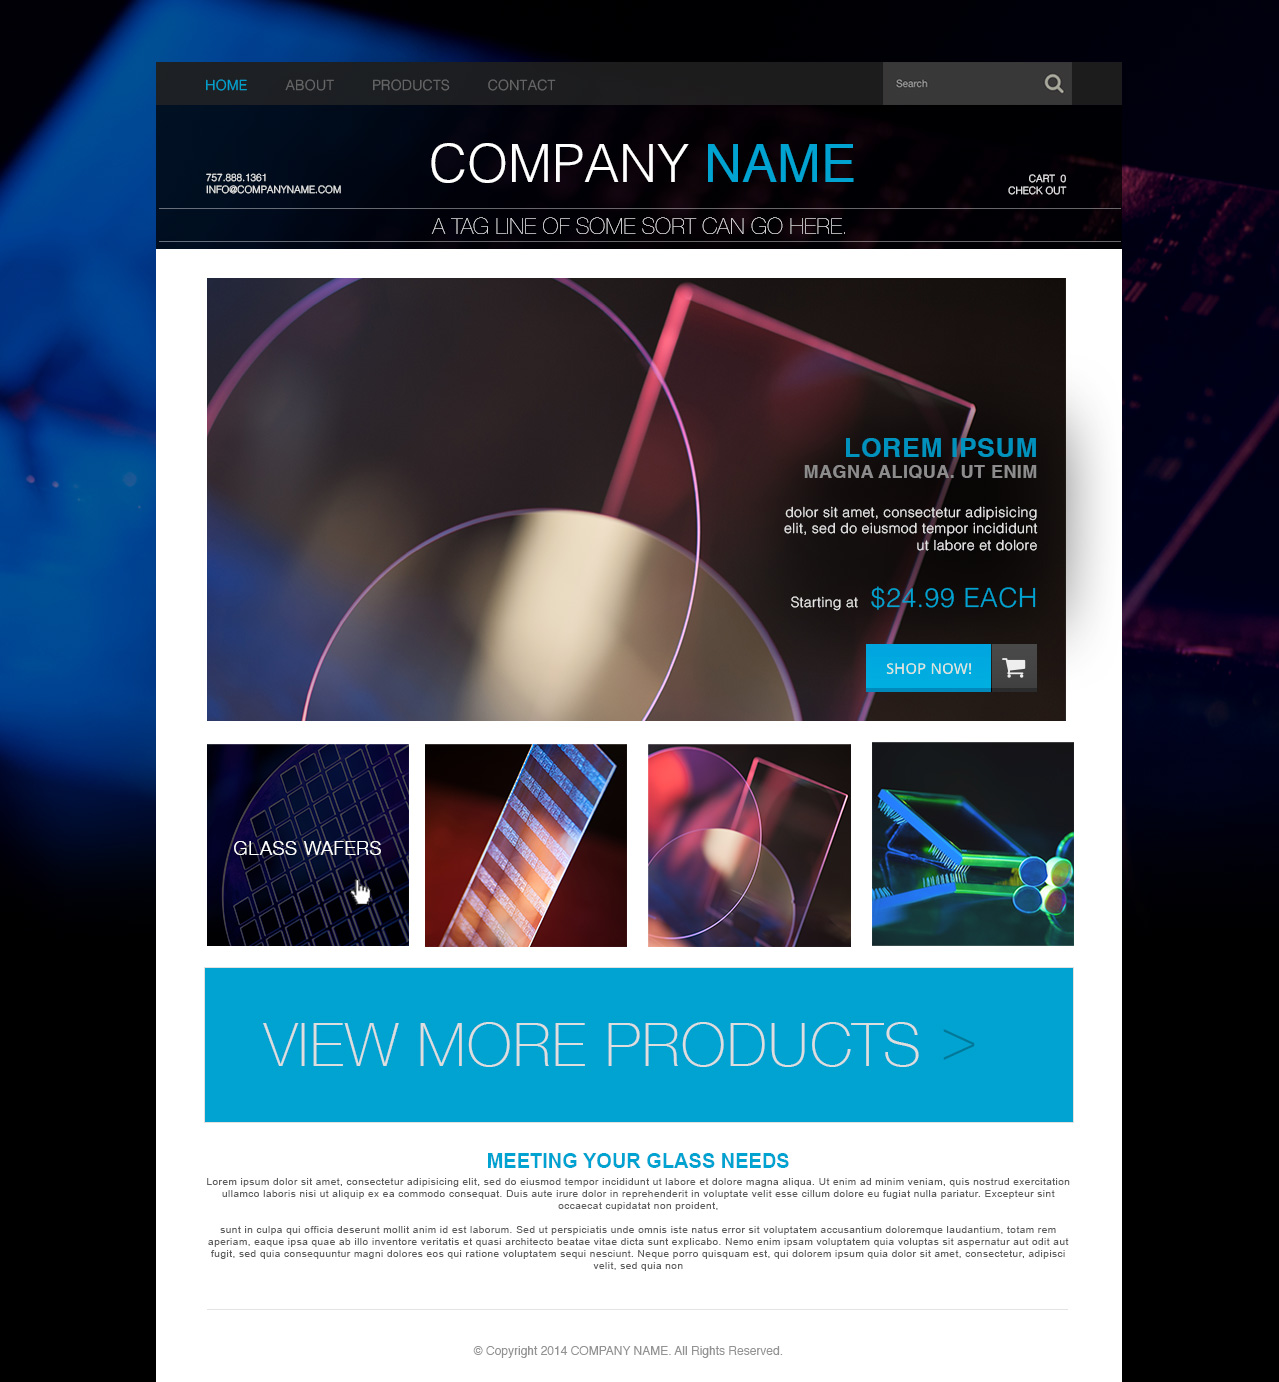 HOME ABOUT PRODUCTS CONTACT Search
COMPANY NAME
757.888.1361
INFO@COMPANYNAME.COM
CART 0
CHECK OUT
A TAG LINE OF SOME SORT CAN GO HERE.
LOREM IPSUM
MAGNA ALIQUA. UT ENIM
dolor sit amet, consectetur adipisicing
elit, sed do eiusmod tempor incididunt
ut labore et dolore
Starting at $24.99 EACH
SHOP NOW!
GLASS WAFERS
VIEW MORE PRODUCTS >
MEETING YOUR GLASS NEEDS
Lorem ipsum dolor sit amet, consectetur adipisicing elit, sed do eiusmod tempor incididunt ut labore et dolore magna aliqua. Ut enim ad minim veniam, quis nostrud exercitation
ullamco laboris nisi ut aliquip ex ea commodo consequat. Duis aute irure dolor in reprehenderit in voluptate velit esse cillum dolore eu fugiat nulla pariatur. Excepteur sint
occaecat cupidatat non proident,
sunt in culpa qui officia deserunt mollit anim id est laborum. Sed ut perspiciatis unde omnis iste natus error sit voluptatem accusantium doloremque laudantium, totam rem
aperiam, eaque ipsa quae ab illo inventore veritatis et quasi architecto beatae vitae dicta sunt explicabo. Nemo enim ipsam voluptatem quia voluptas sit aspernatur aut odit aut
fugit, sed quia consequuntur magni dolores eos qui ratione voluptatem sequi nesciunt. Neque porro quisquam est, qui dolorem ipsum quia dolor sit amet, consectetur, adipisci
velit, sed quia non
© Copyright 2014 COMPANY NAME. All Rights Reserved.